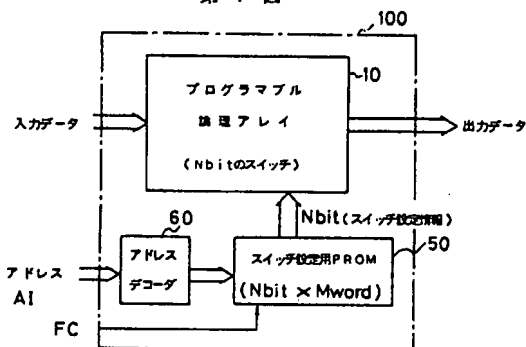 第 1 図
100
10
プログラマブル
論理アレイ
(Nbitのスイッチ)
入力データ
出力データ
Nbit(スイッチ設定情報)
60
50
アドレス
デコーダ
スイッチ設定用PROM
(Nbit × Mword)
アドレス
AI
FC